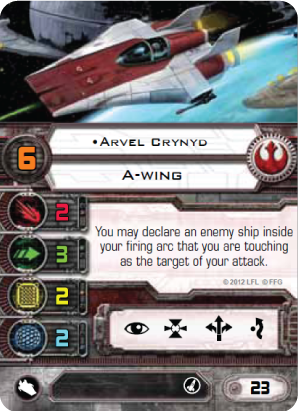 •Arvel Crynyd
6
A-wing
2
3
2
2
You may declare an enemy ship inside
your firing arc that you are touching
as the target of your attack.
© 2012 LFL © FFG
23